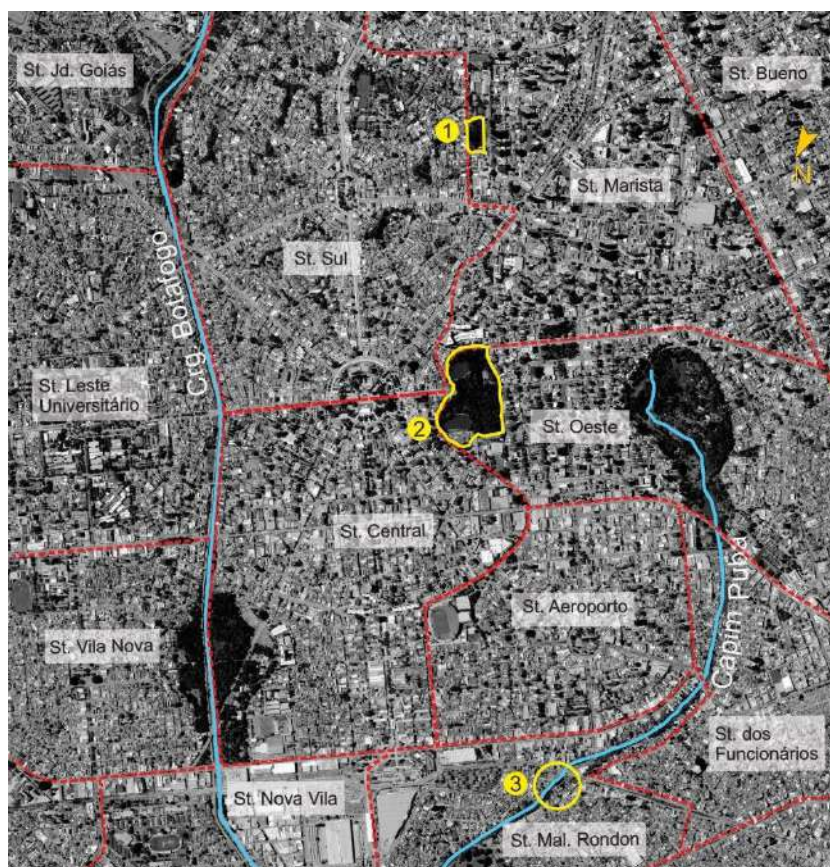 St. Jd. Goiás
St. Bueno
1
N
St. Marista
Crg. Botafogo
St. Sul
St. Leste
Universitário
2
St. Oeste
St. Central
Capim Puba
St. Aeroporto
St. Vila Nova
St. dos
Funcionários
3
St. Nova Vila
St. Mal. Rondon